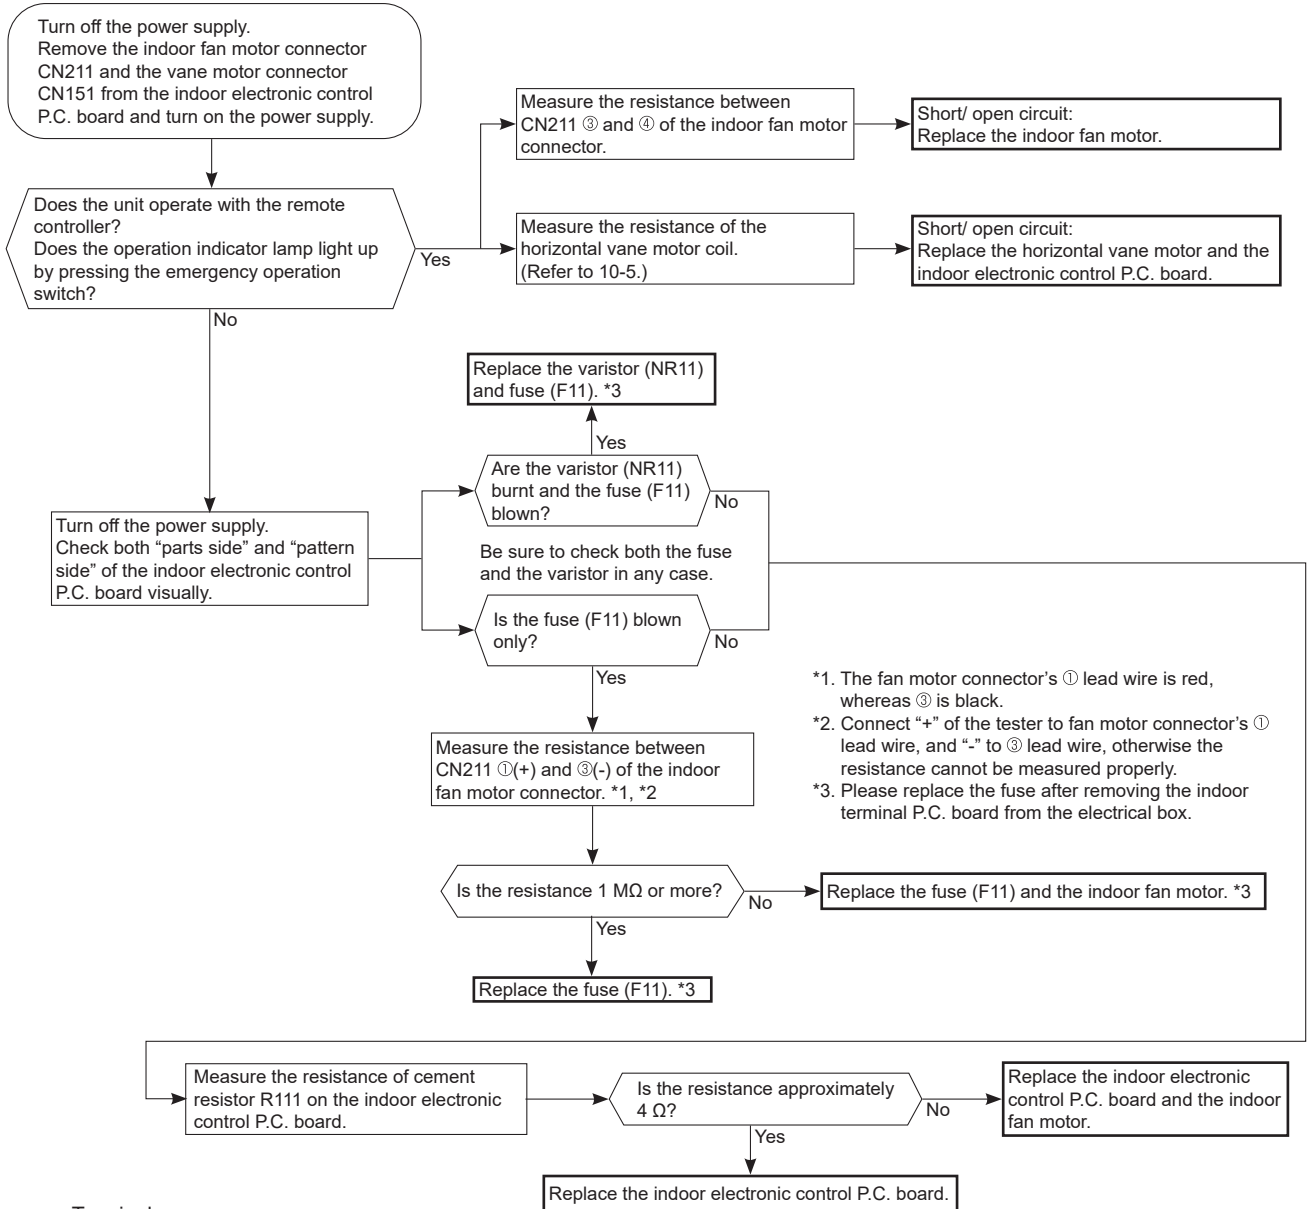 Turn off the power supply.
Remove the indoor fan motor connector
CN211 and the vane motor connector
CN151 from the indoor electronic control
P.C. board and turn on the power supply.
Does the unit operate with the remote
controller?
Does the operation indicator lamp light up
by pressing the emergency operation
switch?
Yes
No
Measure the resistance between
CN211 ③ and ④ of the indoor fan motor
connector.
Short/ open circuit:
Replace the indoor fan motor.
Measure the resistance of the
horizontal vane motor coil.
(Refer to 10-5.)
Short/ open circuit:
Replace the horizontal vane motor and the
indoor electronic control P.C. board.
Replace the varistor (NR11)
and fuse (F11). *3
Yes
Are the varistor (NR11)
burnt and the fuse (F11)
blown?
No
Turn off the power supply.
Check both “parts side” and “pattern
side” of the indoor electronic control
P.C. board visually.
Be sure to check both the fuse
and the varistor in any case.
Is the fuse (F11) blown
only?
No
Yes
*1. The fan motor connector’s ① lead wire is red,
whereas ③ is black.
*2. Connect “+” of the tester to fan motor connector’s ①
lead wire, and “-” to ③ lead wire, otherwise the
resistance cannot be measured properly.
*3. Please replace the fuse after removing the indoor
terminal P.C. board from the electrical box.
Measure the resistance between
CN211 ①(+) and ③(-) of the indoor
fan motor connector. *1, *2
Is the resistance 1 MΩ or more?
No
Replace the fuse (F11) and the indoor fan motor. *3
Yes
Replace the fuse (F11). *3
Measure the resistance of cement
resistor R111 on the indoor electronic
control P.C. board.
Is the resistance approximately
4 Ω?
No
Replace the indoor electronic
control P.C. board and the indoor
fan motor.
Yes
Replace the indoor electronic control P.C. board.